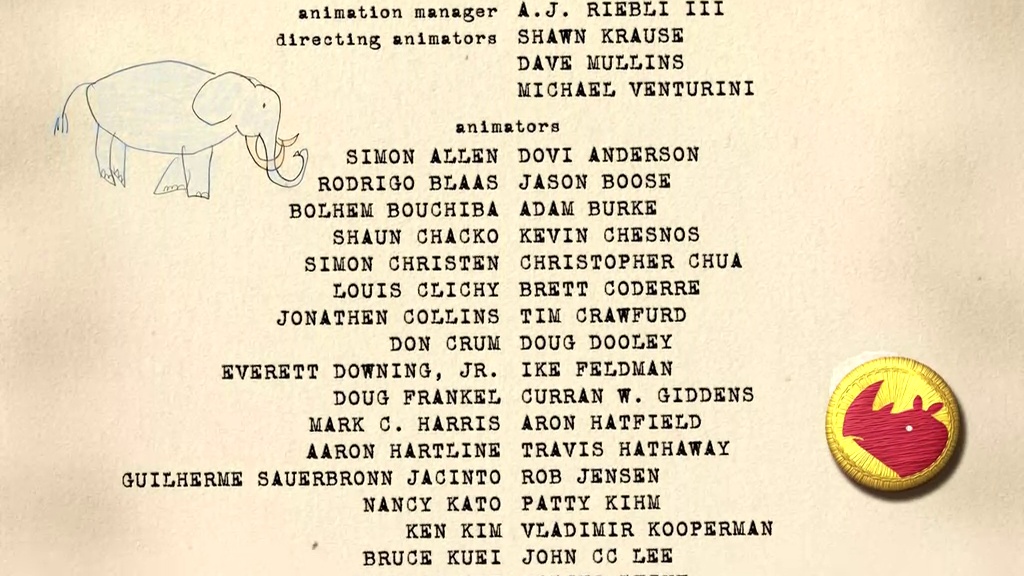 animation manager A.J. RIEBLI III
directing animators SHAWN KRAUSE
DAVE MULLINS
MICHAEL VENTURINI
animators
SIMON ALLEN DOVI ANDERSON
RODRIGO BLAAS JASON BOOSE
BOLHEM BOUCHIBA ADAM BURKE
SHAUN CHACKO KEVIN CHESNOS
SIMON CHRISTEN CHRISTOPHER CHUA
LOUIS CLICHY BRETT CODERRE
JONATHEN COLLINS TIM CRAWFURD
DON CRUM DOUG DOOLEY
EVERETT DOWNING, JR. IKE FELDMAN
DOUG FRANKEL CURRAN W. GIDDENS
MARK C. HARRIS ARON HATFIELD
AARON HARTLINE TRAVIS HATHAWAY
GUILHERME SAUERBRONN JACINTO ROB JENSEN
NANCY KATO PATTY KIHM
KEN KIM VLADIMIR KOOPERMAN
BRUCE KUEI JOHN CC LEE